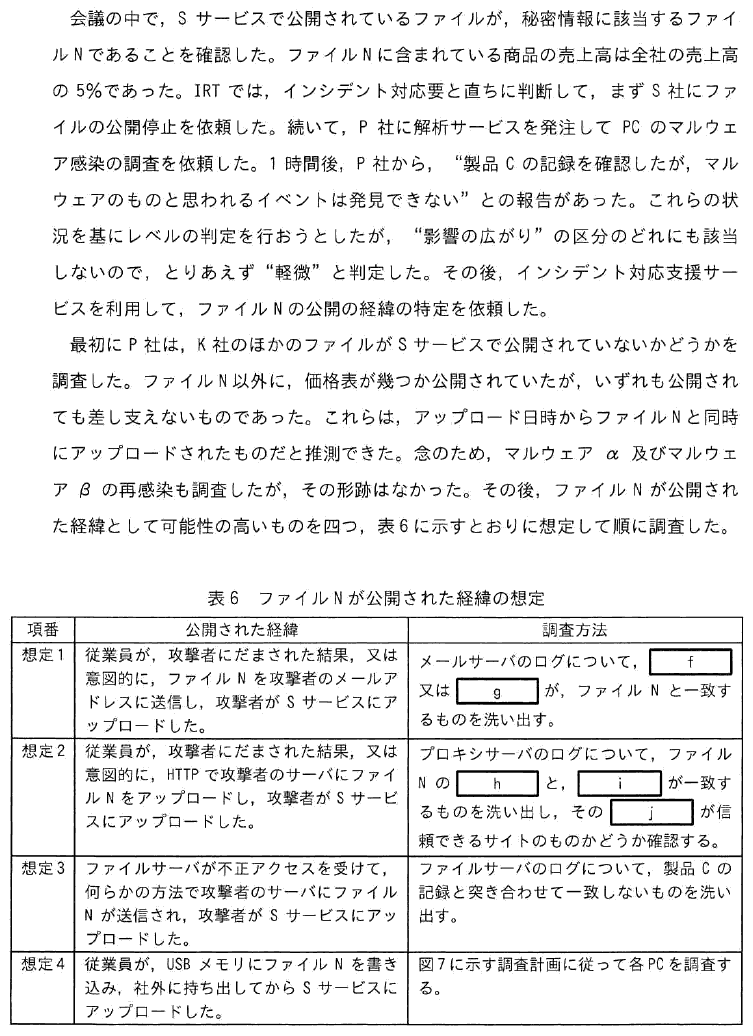 会議の中で，Sサービスで公開されているファイルが，秘密情報に該当するファイ
ルNであることを確認した。ファイルNに含まれている商品の売上高は全社の売上高
の5%であった。IRTでは，インシデント対応要と直ちに判断して，まずS社にファ
イルの公開停止を依頼した。続いて，P社に解析サービスを発注してPCのマルウェ
ア感染の調査を依頼した。1時間後，P社から，“製品Cの記録を確認したが，マル
ウェアのものと思われるイベントは発見できない”との報告があった。これらの状
況を基にレベルの判定を行おうとしたが，“影響の広がり”の区分のどれにも該当
しないので，とりあえず“軽微”と判定した。その後，インシデント対応支援サー
ビスを利用して，ファイルNの公開の経緯の特定を依頼した。
最初にP社は，K社のほかのファイルがSサービスで公開されていないかどうかを
調査した。ファイルN以外に，価格表が幾つか公開されていたが，いずれも公開され
ても差し支えないものであった。これらは，アップロード日時からファイルNと同時
にアップロードされたものだと推測できた。念のため，マルウェア α 及びマルウェ
ア β の再感染も調査したが，その形跡はなかった。その後，ファイルNが公開され
た経緯として可能性の高いものを四つ，表6に示すとおりに想定して順に調査した。
表6 ファイルNが公開された経緯の想定
項番 公開された経緯 調査方法
想定1 従業員が，攻撃者にだまされた結果，又は
意図的に，ファイルNを攻撃者のメールア
ドレスに送信し，攻撃者がSサービスにア
ップロードした。
メールサーバのログについて， f
又は g が，ファイルNと一致す
るものを洗い出す。
想定2 従業員が，攻撃者にだまされた結果，又は
意図的に，HTTPで攻撃者のサーバにファイ
ルNをアップロードし，攻撃者がSサービ
スにアップロードした。
プロキシサーバのログについて，ファイル
Nの h と， i が一致す
るものを洗い出し，その j が信
頼できるサイトのものかどうか確認する。
想定3 ファイルサーバが不正アクセスを受けて，
何らかの方法で攻撃者のサーバにファイル
Nが送信され，攻撃者がSサービスにアッ
プロードした。
ファイルサーバのログについて，製品Cの
記録と突き合わせて一致しないものを洗い
出す。
想定4 従業員が，USBメモリにファイルNを書き
込み，社外に持ち出してからSサービスに
アップロードした。
図7に示す調査計画に従って各PCを調査す
る。